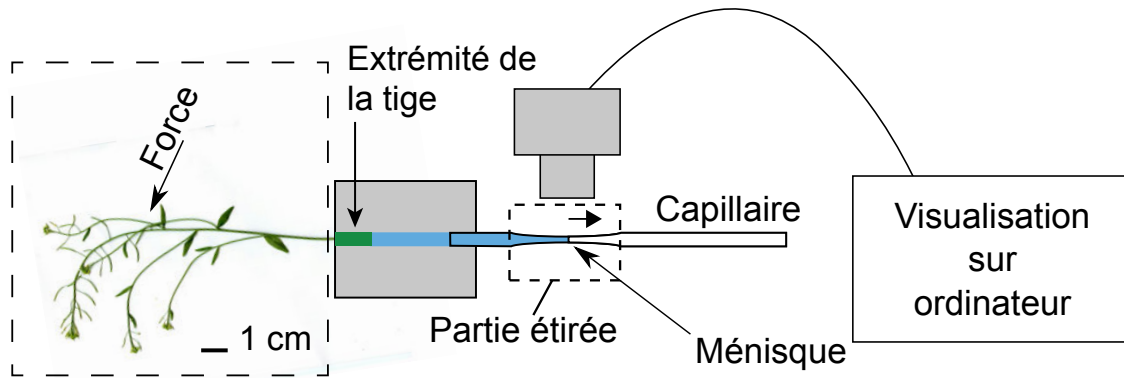 Force
Extrémité de
la tige
1 cm
Capillaire
Partie étirée
Ménisque
Visualisation
sur
ordinateur